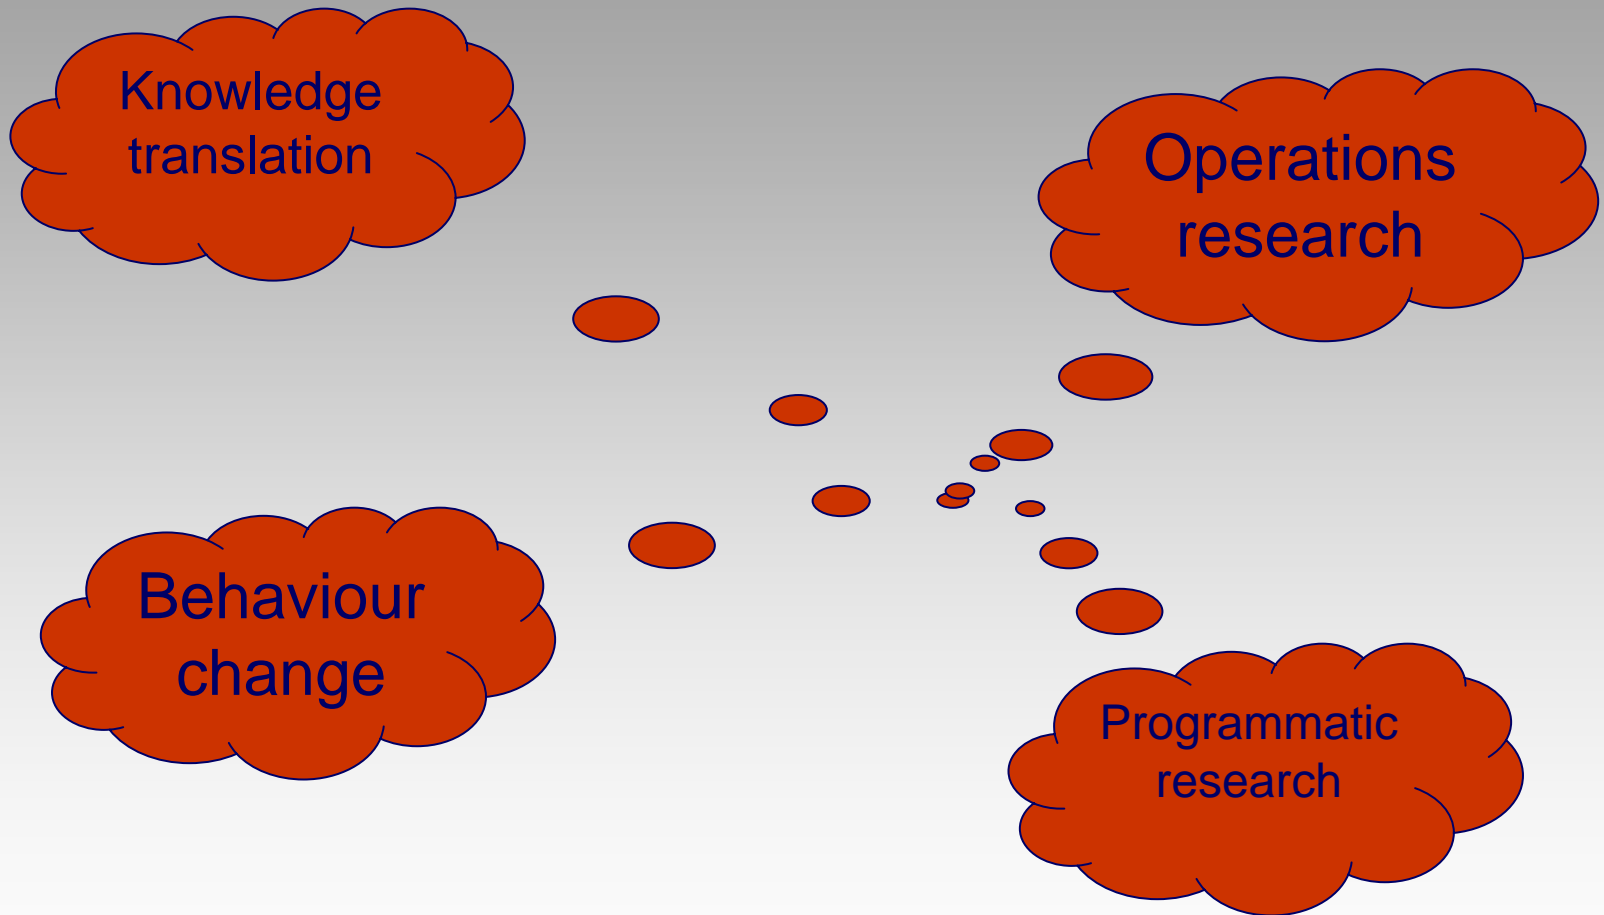 Knowledge
translation
Operations
research
Behaviour
change
Programmatic
research